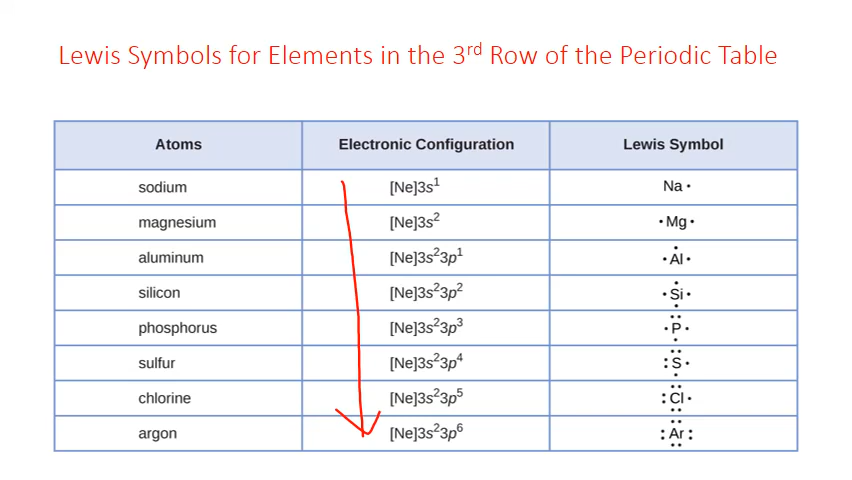 Lewis Symbols for Elements in the 3rd Row of the Periodic Table
Atoms Electronic Configuration Lewis Symbol
sodium [Ne]3s¹ Na·
magnesium [Ne]3s² ·Mg·
aluminum [Ne]3s²3p¹ ·Al·
silicon [Ne]3s²3p² ·Si·
phosphorus [Ne]3s²3p³ ·P·
sulfur [Ne]3s²3p⁴ :S·
chlorine [Ne]3s²3p⁵ :Cl·
argon [Ne]3s²3p⁶ :Ar: